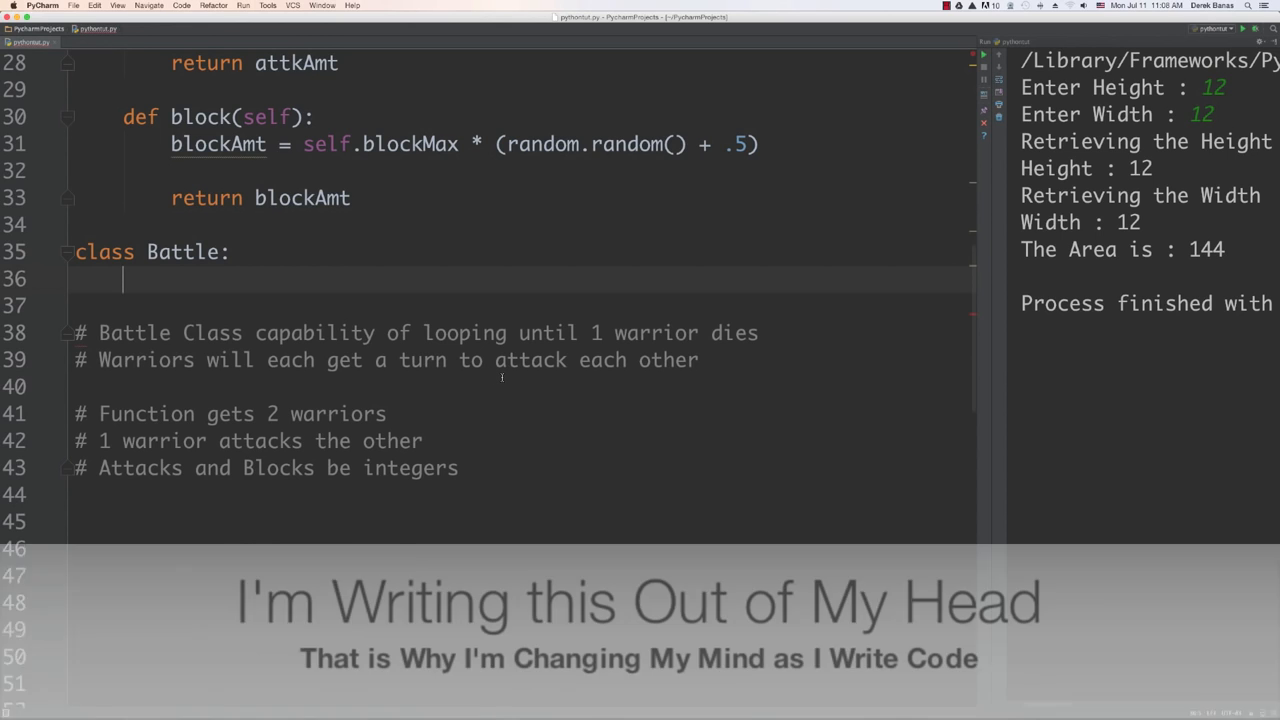 PyCharm File Edit View Navigate Code Refactor Run Tools VCS Window Help
10 Mon Jul 11 11:08 AM Derek Banas
pythontut.py - PycharmProjects - [~/PycharmProjects]
PycharmProjects pythontut.py
pythontut
pythontut.py
Run pythontut
28 return attkAmt
29
30 def block(self):
31 blockAmt = self.blockMax * (random.random() + .5)
32
33 return blockAmt
34
35 class Battle:
36
37
38 # Battle Class capability of looping until 1 warrior dies
39 # Warriors will each get a turn to attack each other
40
41 # Function gets 2 warriors
42 # 1 warrior attacks the other
43 # Attacks and Blocks be integers
44
45
46
47
48
49
50
51
/Library/Frameworks/Py
Enter Height : 12
Enter Width : 12
Retrieving the Height
Height : 12
Retrieving the Width
Width : 12
The Area is : 144
Process finished with
I'm Writing this Out of My Head
That is Why I'm Changing My Mind as I Write Code